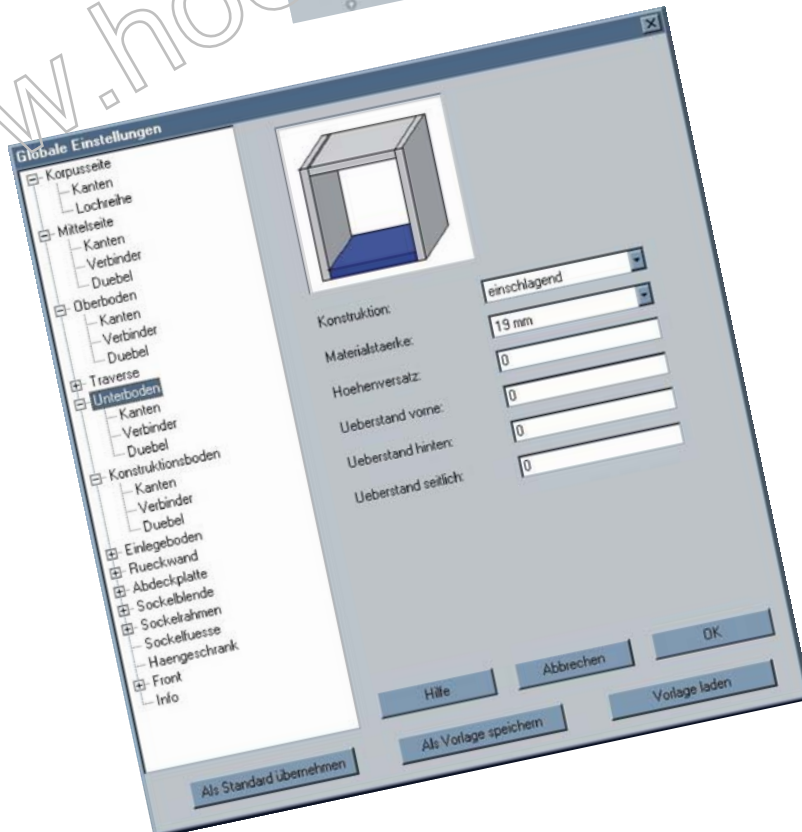 w.hoc
Globale Einstellungen
Korpusseite
Kanten
Lochreihe
Mittelseite
Kanten
Verbinder
Duebel
Oberboden
Kanten
Verbinder
Duebel
Traverse
Unterboden
Kanten
Verbinder
Duebel
Konstruktionsboden
Kanten
Verbinder
Duebel
Einlegeboden
Rueckwand
Abdeckplatte
Sockelblende
Sockelrahmen
Sockelfuesse
Haengeschrank
Front
Info
Konstruktion: einschlagend
Materialstaerke: 19 mm
Hoehenversatz: 0
Ueberstand vorne: 0
Ueberstand hinten: 0
Ueberstand seitlich: 0
Hilfe Abbrechen OK
Als Standard übernehmen Als Vorlage speichern Vorlage laden